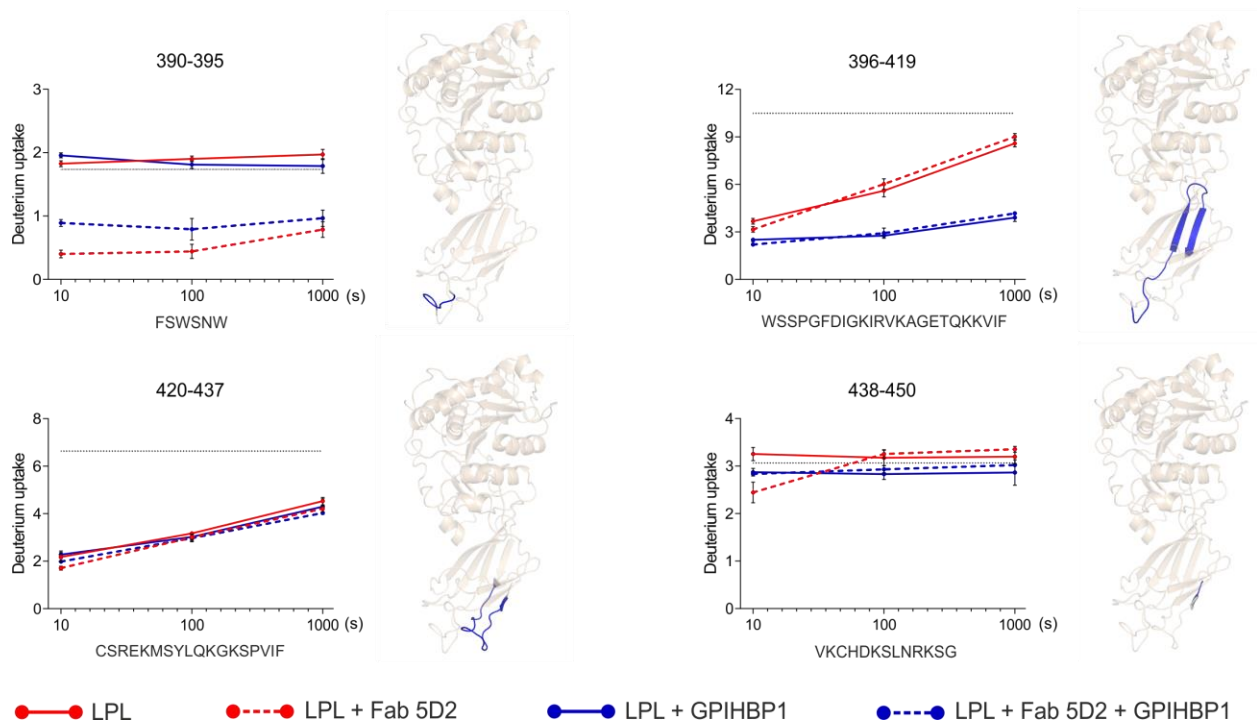 390-395
3
2
1
0
Deuterium uptake
10 100 1000 (s)
FSWSNW
396-419
12
9
6
3
0
Deuterium uptake
10 100 1000 (s)
WSSPGFDIGKIRVKAGETQKKVIF
420-437
8
6
4
2
0
Deuterium uptake
10 100 1000 (s)
CSREKMSYLQKGKSPVIF
438-450
4
3
2
1
0
Deuterium uptake
10 100 1000 (s)
VKCHDKSLNRKSG
LPL LPL + Fab 5D2 LPL + GPIHBP1 LPL + Fab 5D2 + GPIHBP1